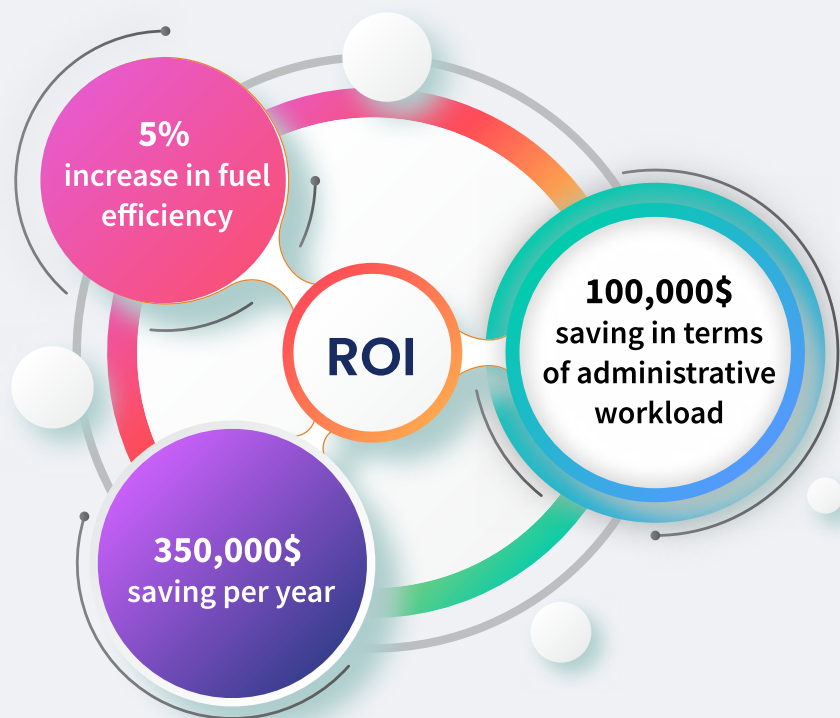 5%
increase in fuel
efficiency
ROI
100,000$
saving in terms
of administrative
workload
350,000$
saving per year